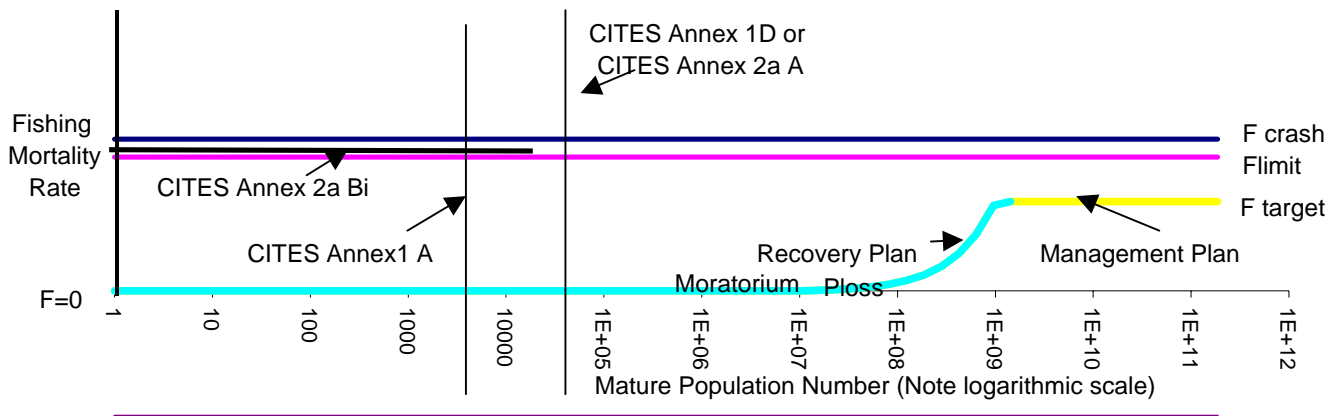 CITES Annex 1D or
CITES Annex 2a A
Fishing
Mortality
Rate
F crash
Flimit
CITES Annex 2a Bi
F target
CITES Annex1 A
Recovery Plan
Management Plan
Moratorium
Ploss
F=0
1
10
100
1000
10000
1E+05
1E+06
1E+07
1E+08
1E+09
1E+10
1E+11
1E+12
Mature Population Number (Note logarithmic scale)